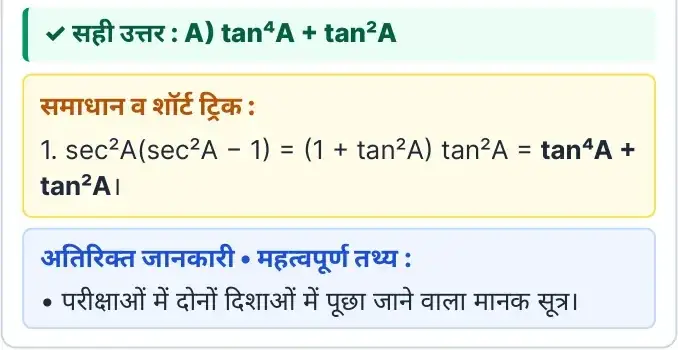 ✓ सही उत्तर : A) tan⁴A + tan²A
समाधान व शॉर्ट ट्रिक :
1. sec²A(sec²A − 1) = (1 + tan²A) tan²A = tan⁴A +
tan²A।
अतिरिक्त जानकारी • महत्वपूर्ण तथ्य :
• परीक्षाओं में दोनों दिशाओं में पूछा जाने वाला मानक सूत्र।